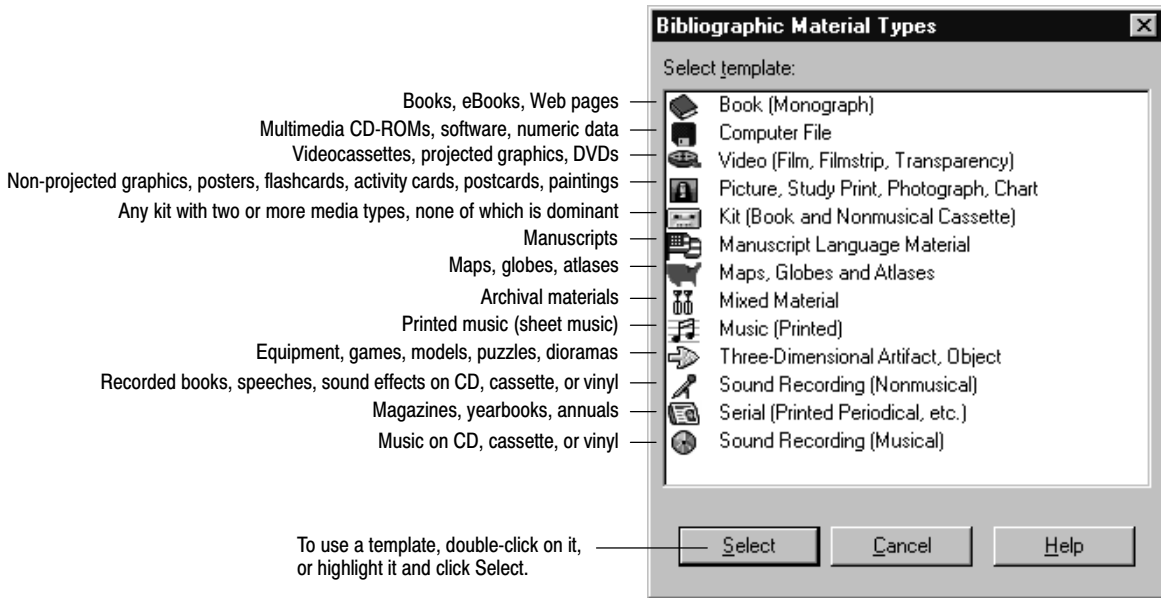 Bibliographic Material Types
Select template:
Books, eBooks, Web pages Book (Monograph)
Multimedia CD-ROMs, software, numeric data Computer File
Videocassettes, projected graphics, DVDs Video (Film, Filmstrip, Transparency)
Non-projected graphics, posters, flashcards, activity cards, postcards, paintings Picture, Study Print, Photograph, Chart
Any kit with two or more media types, none of which is dominant Kit (Book and Nonmusical Cassette)
Manuscripts Manuscript Language Material
Maps, globes, atlases Maps, Globes and Atlases
Archival materials Mixed Material
Printed music (sheet music) Music (Printed)
Equipment, games, models, puzzles, dioramas Three-Dimensional Artifact, Object
Recorded books, speeches, sound effects on CD, cassette, or vinyl Sound Recording (Nonmusical)
Magazines, yearbooks, annuals Serial (Printed Periodical, etc.)
Music on CD, cassette, or vinyl Sound Recording (Musical)
To use a template, double-click on it,
or highlight it and click Select.
Select Cancel Help